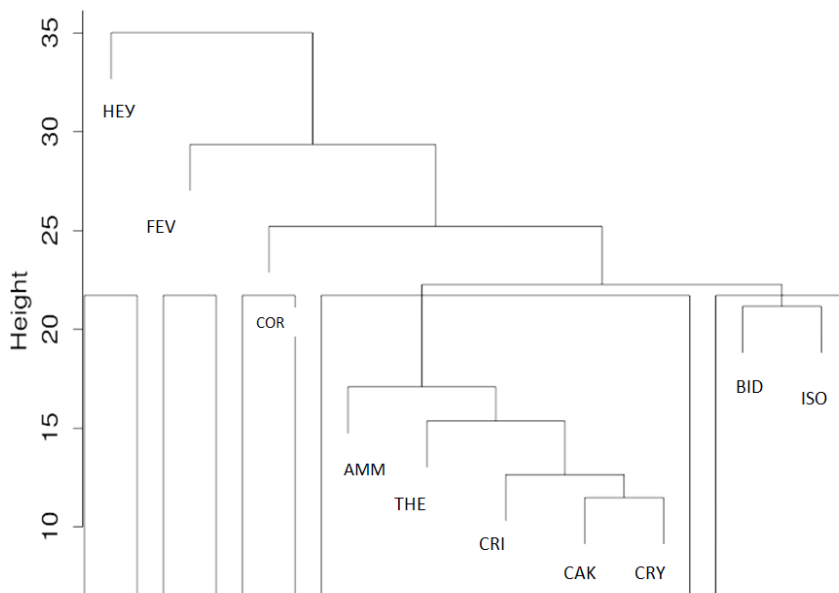 35
HEY
30
FEV
25
COR
20
Height
BID
ISO
15
AMM
THE
10
CRI
CAK
CRY